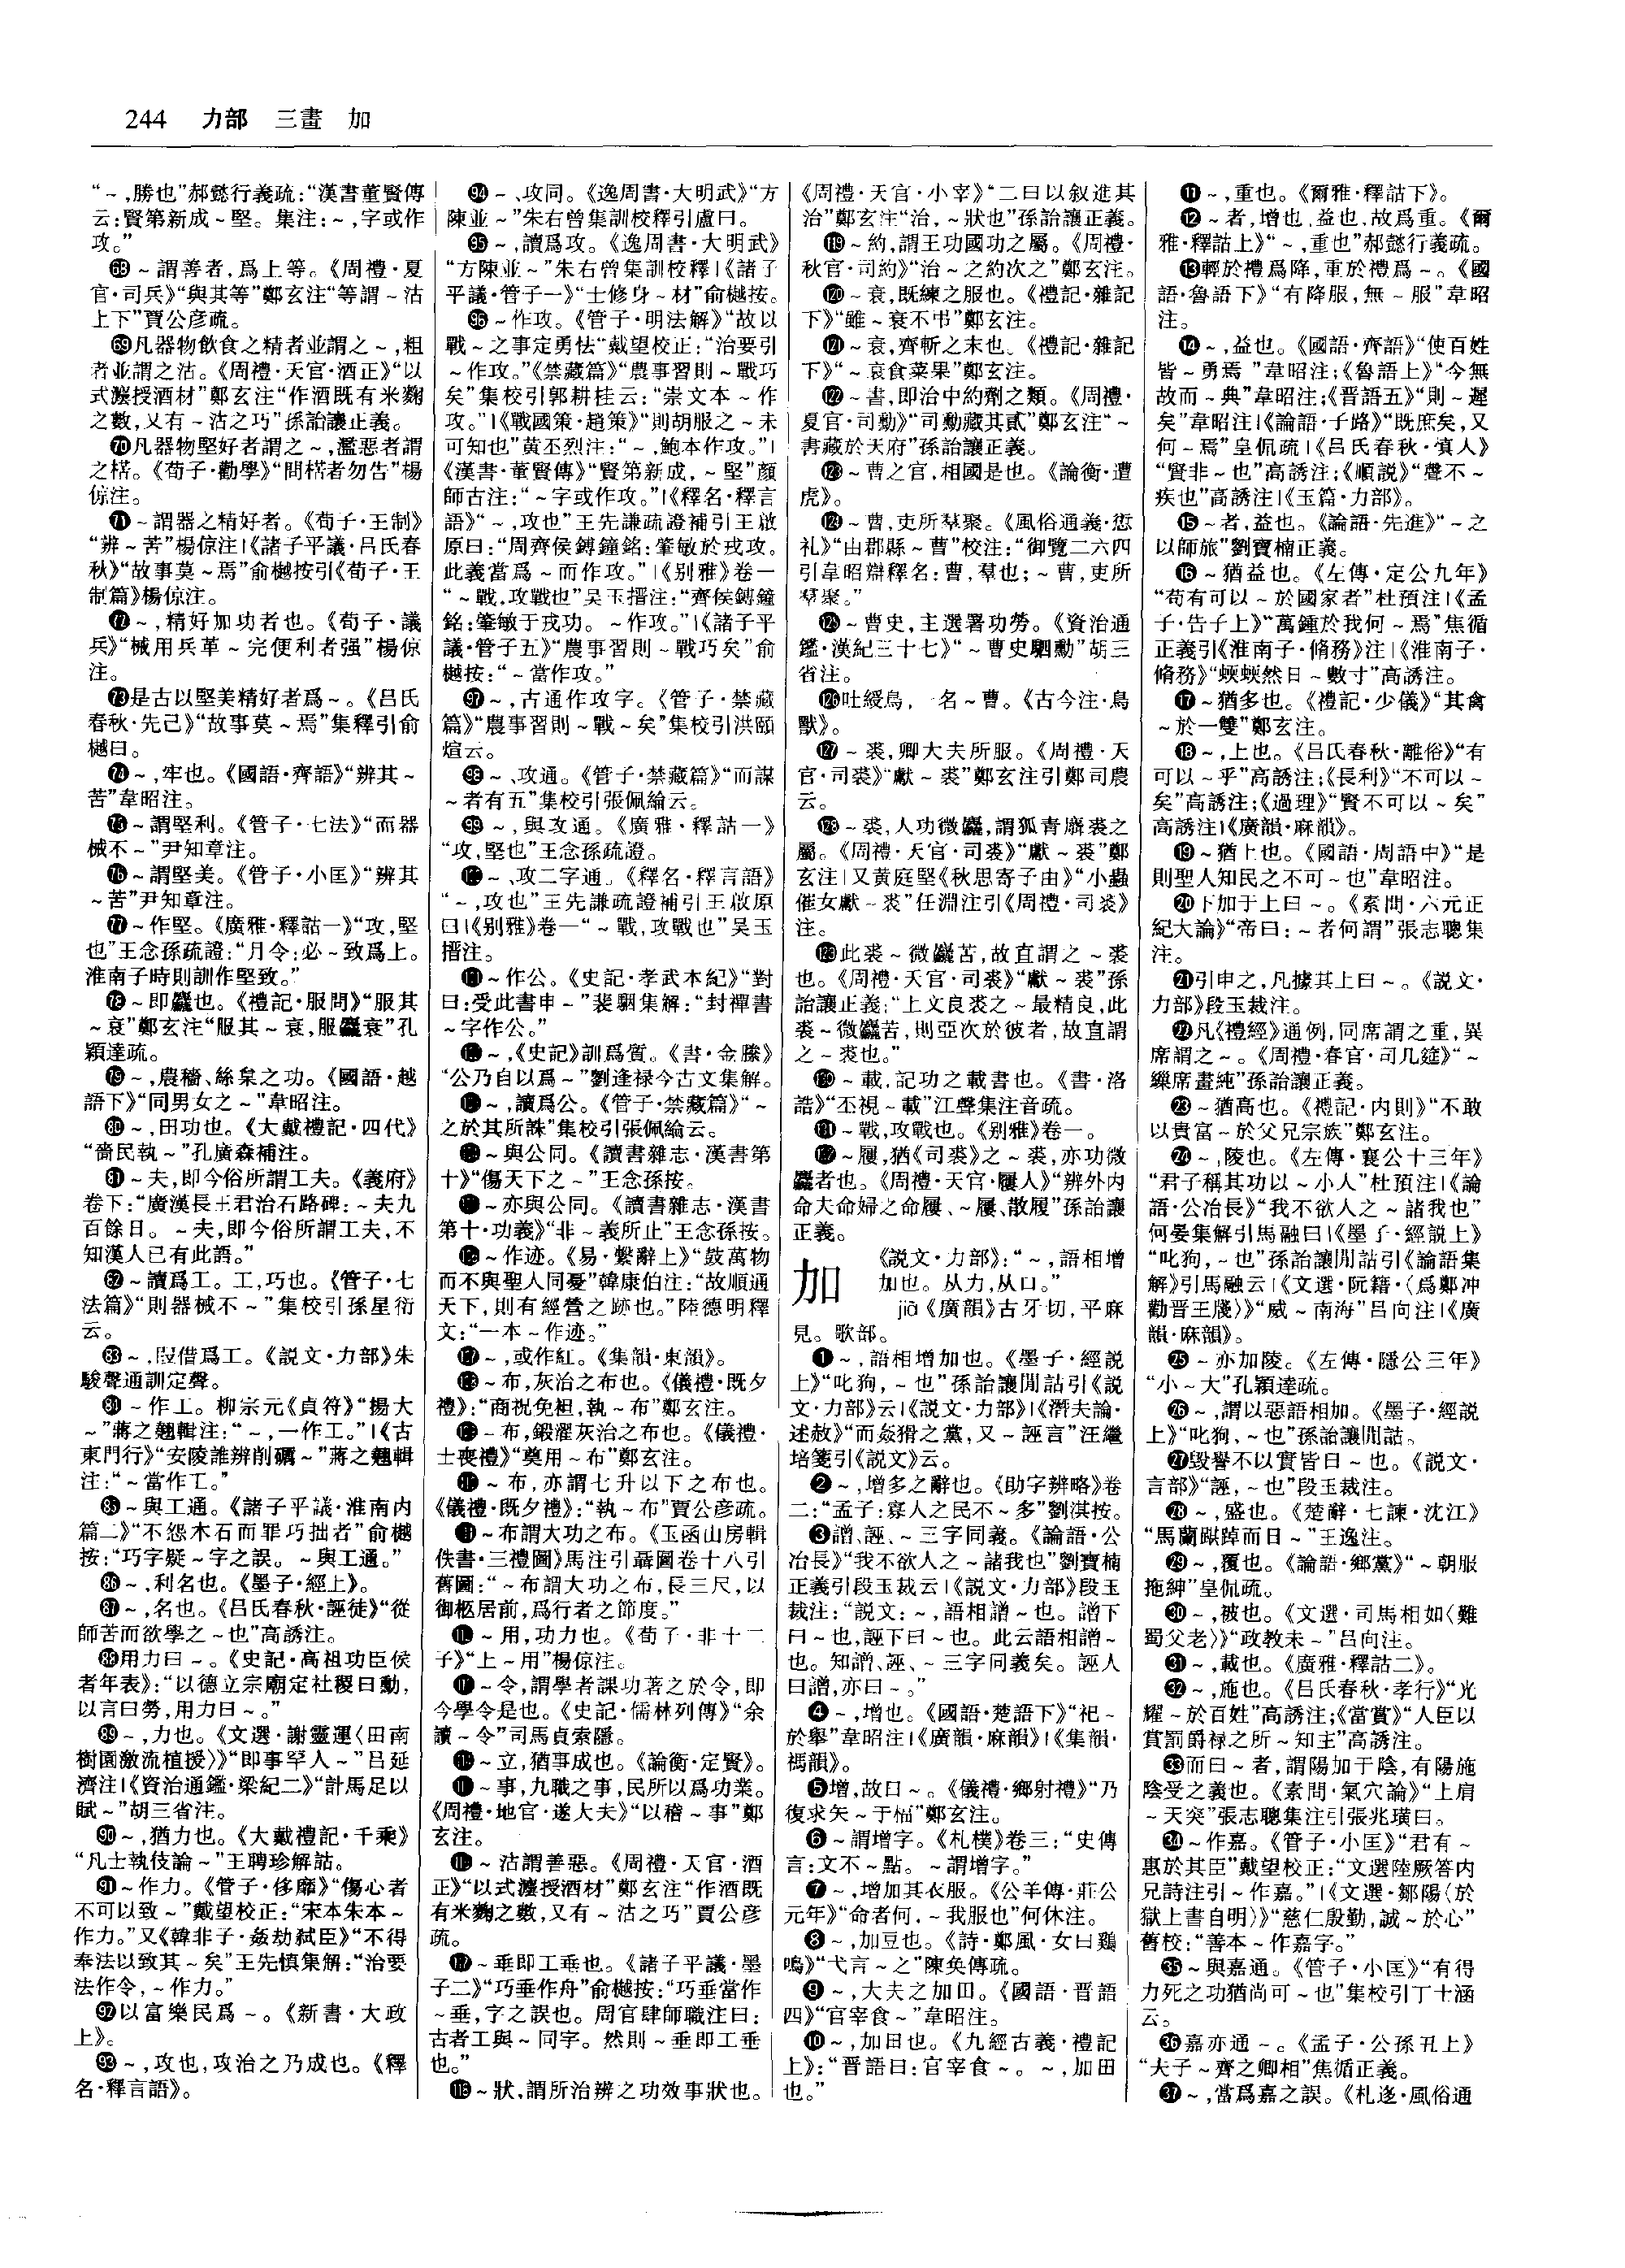 244 力部 三畫 加
“~,勝也”郝懿行義疏:“漢書董賢傳
云:賢第新成~堅。集注:~,字或作
攻。”
68~謂善者,爲上等。《周禮·夏
官·司兵》“與其等”鄭玄注“等謂~沽
上下”賈公彥疏。
69凡器物飲食之精者並謂之~,粗
者並謂之沽。《周禮·天官·酒正》“以
式灋授酒材”鄭玄注“作酒既有米麴
之數,又有~沽之巧”孫詒讓正義。
70凡器物堅好者謂之~,濫惡者謂
之楛。《荀子·勸學》“問楛者勿告”楊
倞注。
71~謂器之精好者。《荀子·王制》
“辨~苦”楊倞注|《諸子平議·吕氏春
秋》“故事莫~焉”俞樾按引《荀子·王
制篇》楊倞注。
72~,精好加功者也。《荀子·議
兵》“械用兵革~完便利者强”楊倞
注。
73是古以堅美精好者爲~。《吕氏
春秋·先己》“故事莫~焉”集釋引俞
樾曰。
74~,牢也。《國語·齊語》“辨其~
苦”韋昭注。
75~謂堅利。《管子·七法》“而器
械不~”尹知章注。
76~謂堅美。《管子·小匡》“辨其
~苦”尹知章注。
77~作堅。《廣雅·釋詁一》“攻,堅
也”王念孫疏證:“月令:必~致爲上。
淮南子時則訓作堅致。”
78~即麤也。《禮記·服問》“服其
~衰”鄭玄注“服其~衰,服麤衰”孔
穎達疏。
79~,農穡、絲枲之功。《國語·越
語下》“同男女之~”韋昭注。
80~,田功也。《大戴禮記·四代》
“嗇民執~”孔廣森補注。
81~夫,即今俗所謂工夫。《義府》
卷下:“廣漢長王君治石路碑:~夫九
百餘日。~夫,即今俗所謂工夫,不
知漢人已有此語。”
82~讀爲工。工,巧也。《管子·七
法篇》“則器械不~”集校引孫星衍
云。
83~,叚借爲工。《説文·力部》朱
駿聲通訓定聲。
84~作工。柳宗元《貞符》“揚大
~”蔣之翹輯注:“~,一作工。”|《古
東門行》“安陵誰辨削礪~”蔣之翹輯
注:“~當作工。”
85~與工通。《諸子平議·淮南内
篇二》“不怨木石而罪巧拙者”俞樾
按:“巧字疑~字之誤。~與工通。”
86~,利名也。《墨子·經上》。
87~,名也。《吕氏春秋·誣徒》“從
師苦而欲學之~也”高誘注。
88用力曰~。《史記·高祖功臣侯
者年表》:“以德立宗廟定社稷曰勳,
以言曰勞,用力曰~。”
89~,力也。《文選·謝靈運〈田南
樹園激流植援〉》“即事罕人~”吕延
濟注|《資治通鑑·梁紀二》“計馬足以
賦~”胡三省注。
90~,猶力也。《大戴禮記·千乘》
“凡士執伎論~”王聘珍解詁。
91~作力。《管子·侈靡》“傷心者
不可以致~”戴望校正:“宋本朱本~
作力。”又《韓非子·姦劫弑臣》“不得
奉法以致其~矣”王先慎集解:“治要
法作令,~作力。”
92以富樂民爲~。《新書·大政
上》。
93~,攻也,攻治之乃成也。《釋
名·釋言語》。
94~、攻同。《逸周書·大明武》“方
陳並~”朱右曾集訓校釋引盧曰。
95~,讀爲攻。《逸周書·大明武》
“方陳並~”朱右曾集訓校釋|《諸子
平議·管子一》“士修身~材”俞樾按。
96~作攻。《管子·明法解》“故以
戰~之事定勇怯”戴望校正:“治要引
~作攻。”《禁藏篇》“農事習則~戰巧
矣”集校引郭耕桂云:“崇文本~作
攻。”|《戰國策·趙策》“則胡服之~未
可知也”黄丕烈注:“~,鮑本作攻。”|
《漢書·董賢傳》“賢第新成,~堅”顔
師古注:“~字或作攻。”|《釋名·釋言
語》“~,攻也”王先謙疏證補引王啟
原曰:“周齊侯鎛鐘銘:肇敏於戎攻。
此義當爲~而作攻。”|《别雅》卷一
“~戰,攻戰也”吴玉搢注:“齊侯鎛鐘
銘:肇敏于戎功。~作攻。”|《諸子平
議·管子五》“農事習則~戰巧矣”俞
樾按:“~當作攻。”
97~,古通作攻字。《管子·禁藏
篇》“農事習則~戰~矣”集校引洪頤
煊云。
98~、攻通。《管子·禁藏篇》“而謀
~者有五”集校引張佩綸云。
99~,與攻通。《廣雅·釋詁一》
“攻,堅也”王念孫疏證。
100~、攻二字通。《釋名·釋言語》
“~,攻也”王先謙疏證補引王啟原
曰|《别雅》卷一“~戰,攻戰也”吴玉
搢注。
101~作公。《史記·孝武本紀》“對
曰:受此書申~”裴駰集解:“封禪書
~字作公。”
102~,《史記》訓爲質。《書·金縢》
“公乃自以爲~”劉逢禄今古文集解。
103~,讀爲公。《管子·禁藏篇》“~
之於其所誅”集校引張佩綸云。
104~與公同。《讀書雜志·漢書第
十》“傷天下之~”王念孫按。
105~亦與公同。《讀書雜志·漢書
第十·功義》“非~義所止”王念孫按。
106~作迹。《易·繫辭上》“鼓萬物
而不與聖人同憂”韓康伯注:“故順通
天下,則有經營之跡也。”陸德明釋
文:“一本~作迹。”
107~,或作紅。《集韻·東韻》。
108~布,灰治之布也。《儀禮·既夕
禮》:“商祝免袒,執~布”鄭玄注。
109~布,鍛濯灰治之布也。《儀禮·
士喪禮》“奠用~布”鄭玄注。
110~布,亦謂七升以下之布也。
《儀禮·既夕禮》:“執~布”賈公彥疏。
111~布謂大功之布。《玉函山房輯
佚書·三禮圖》馬注引聶圖卷十八引
舊圖:“~布謂大功之布,長三尺,以
御柩居前,爲行者之節度。”
112~用,功力也。《荀子·非十二
子》“上~用”楊倞注。
113~令,謂學者課功著之於令,即
今學令是也。《史記·儒林列傳》“余
讀~令”司馬貞索隱。
114~立,猶事成也。《論衡·定賢》。
115~事,九職之事,民所以爲功業。
《周禮·地官·遂大夫》“以稽~事”鄭
玄注。
116~沽謂善惡。《周禮·天官·酒
正》“以式灋授酒材”鄭玄注“作酒既
有米麴之數,又有~沽之巧”賈公彥
疏。
117~垂即工垂也。《諸子平議·墨
子二》“巧垂作舟”俞樾按:“巧垂當作
~垂,字之誤也。周官肆師職注曰:
古者工與~同字。然則~垂即工垂
也。”
118~狀,謂所治辨之功效事狀也。
《周禮·天官·小宰》“二曰以叙進其
治”鄭玄注“治,~狀也”孫詒讓正義。
119~約,謂王功國功之屬。《周禮·
秋官·司約》“治~之約次之”鄭玄注。
120~衰,既練之服也。《禮記·雜記
下》“雖~衰不弔”鄭玄注。
121~衰,齊斬之末也。《禮記·雜記
下》“~衰食菜果”鄭玄注。
122~書,即治中約劑之類。《周禮·
夏官·司勳》“司勳藏其貳”鄭玄注“~
書藏於天府”孫詒讓正義。
123~曹之官,相國是也。《論衡·遭
虎》。
124~曹,吏所羣聚。《風俗通義·愆
礼》“由郡縣~曹”校注:“御覽二六四
引韋昭辯釋名:曹,羣也;~曹,吏所
羣聚。”
125~曹史,主選署功勞。《資治通
鑑·漢紀三十七》“~曹史駟勳”胡三
省注。
126吐綬鳥,一名~曹。《古今注·鳥
獸》。
127~裘,卿大夫所服。《周禮·天
官·司裘》“獻~裘”鄭玄注引鄭司農
云。
128~裘,人功微麤,謂狐青麛裘之
屬。《周禮·天官·司裘》“獻~裘”鄭
玄注|又黄庭堅《秋思寄子由》“小蟲
催女獻~裘”任淵注引《周禮·司裘》
注。
129此裘~微麤苦,故直謂之~裘
也。《周禮·天官·司裘》“獻~裘”孫
詒讓正義:“上文良裘之~最精良,此
裘~微麤苦,則亞次於彼者,故直謂
之~裘也。”
130~載,記功之載書也。《書·洛
誥》“丕視~載”江聲集注音疏。
131~戰,攻戰也。《别雅》卷一。
132~屨,猶《司裘》之~裘,亦功微
麤者也。《周禮·天官·屨人》“辨外内
命夫命婦之命屨、~屨、散屨”孫詒讓
正義。
加
《説文·力部》:“~,語相增
加也。从力,从口。”
jiā《廣韻》古牙切,平麻
見。歌部。
1~,語相增加也。《墨子·經説
上》“叱狗,~也”孫詒讓閒詁引《説
文·力部》云|《説文·力部》|《潛夫論·
述赦》“而姦猾之黨,又~誣言”汪繼
培箋引《説文》云。
2~,增多之辭也。《助字辨略》卷
二:“孟子:寡人之民不~多”劉淇按。
3譄、誣、~三字同義。《論語·公
冶長》“我不欲人之~諸我也”劉寶楠
正義引段玉裁云|《説文·力部》段玉
裁注:“説文:~,語相譄~也。譄下
曰~也,誣下曰~也。此云語相譄~
也。知譄、誣、~三字同義矣。誣人
曰譄,亦曰~。”
4~,增也。《國語·楚語下》“祀~
於舉”韋昭注|《廣韻·麻韻》|《集韻·
禡韻》。
5增,故曰~。《儀禮·鄉射禮》“乃
復求矢~于楅”鄭玄注。
6~謂增字。《札樸》卷三:“史傳
言:文不~點。~謂增字。”
7~,增加其衣服。《公羊傳·莊公
元年》“命者何,~我服也”何休注。
8~,加豆也。《詩·鄭風·女曰鷄
鳴》“弋言~之”陳奂傳疏。
9~,大夫之加田。《國語·晋語
四》“官宰食~”韋昭注。
10~,加田也。《九經古義·禮記
上》:“晋語曰:官宰食~。~,加田
也。”
11~,重也。《爾雅·釋詁下》。
12~者,增也,益也,故爲重。《爾
雅·釋詁上》“~,重也”郝懿行義疏。
13輕於禮爲降,重於禮爲~。《國
語·魯語下》“有降服,無~服”韋昭
注。
14~,益也。《國語·齊語》“使百姓
皆~勇焉”韋昭注;《魯語上》“今無
故而~典”韋昭注;《晋語五》“則~遲
矣”韋昭注|《論語·子路》“既庶矣,又
何~焉”皇侃疏|《吕氏春秋·慎人》
“賢非~也”高誘注;《順説》“聲不~
疾也”高誘注|《玉篇·力部》。
15~者,益也。《論語·先進》“~之
以師旅”劉寶楠正義。
16~猶益也。《左傳·定公九年》
“苟有可以~於國家者”杜預注|《孟
子·告子上》“萬鍾於我何~焉”焦循
正義引《淮南子·脩務》注|《淮南子·
脩務》“蛦蛦然日~數寸”高誘注。
17~猶多也。《禮記·少儀》“其禽
~於一雙”鄭玄注。
18~,上也。《吕氏春秋·離俗》“有
可以~乎”高誘注;《長利》“不可以~
矣”高誘注;《過理》“賢不可以~矣”
高誘注|《廣韻·麻韻》。
19~猶上也。《國語·周語中》“是
則聖人知民之不可~也”韋昭注。
20下加于上曰~。《素問·六元正
紀大論》“帝曰:~者何謂”張志聰集
注。
21引申之,凡據其上曰~。《説文·
力部》段玉裁注。
22凡《禮經》通例,同席謂之重,異
席謂之~。《周禮·春官·司几筵》“~
繅席畫純”孫詒讓正義。
23~猶高也。《禮記·内則》“不敢
以貴富~於父兄宗族”鄭玄注。
24~,陵也。《左傳·襄公十三年》
“君子稱其功以~小人”杜預注|《論
語·公冶長》“我不欲人之~諸我也”
何晏集解引馬融曰|《墨子·經説上》
“叱狗,~也”孫詒讓閒詁引《論語集
解》引馬融云|《文選·阮籍·〈爲鄭冲
勸晋王牋〉》“威~南海”吕向注|《廣
韻·麻韻》。
25~亦加陵。《左傳·隱公三年》
“小~大”孔穎達疏。
26~,謂以惡語相加。《墨子·經説
上》“叱狗、~也”孫詒讓閒詁。
27毁譽不以實皆曰~也。《説文·
言部》“誣,~也”段玉裁注。
28~,盛也。《楚辭·七諫·沈江》
“馬蘭踸踔而日~”王逸注。
29~,覆也。《論語·鄉黨》“~朝服
拖紳”皇侃疏。
30~,被也。《文選·司馬相如〈難
蜀父老〉》“政教未~”吕向注。
31~,載也。《廣雅·釋詁二》。
32~,施也。《吕氏春秋·孝行》“光
耀~於百姓”高誘注;《當賞》“人臣以
賞罰爵禄之所~知主”高誘注。
33而曰~者,謂陽加于陰,有陽施
陰受之義也。《素問·氣穴論》“上肩
~天突”張志聰集注引張兆璜曰。
34~作嘉。《管子·小匡》“君有~
惠於其臣”戴望校正:“文選陸厥答内
兄詩注引~作嘉。”|《文選·鄒陽〈於
獄上書自明〉》“慈仁殷勤,誠~於心”
舊校:“善本~作嘉字。”
35~與嘉通。《管子·小匡》“有得
力死之功猶尚可~也”集校引丁士涵
云。
36嘉亦通~。《孟子·公孫丑上》
“夫子~齊之卿相”焦循正義。
37~,當爲嘉之誤。《札迻·風俗通